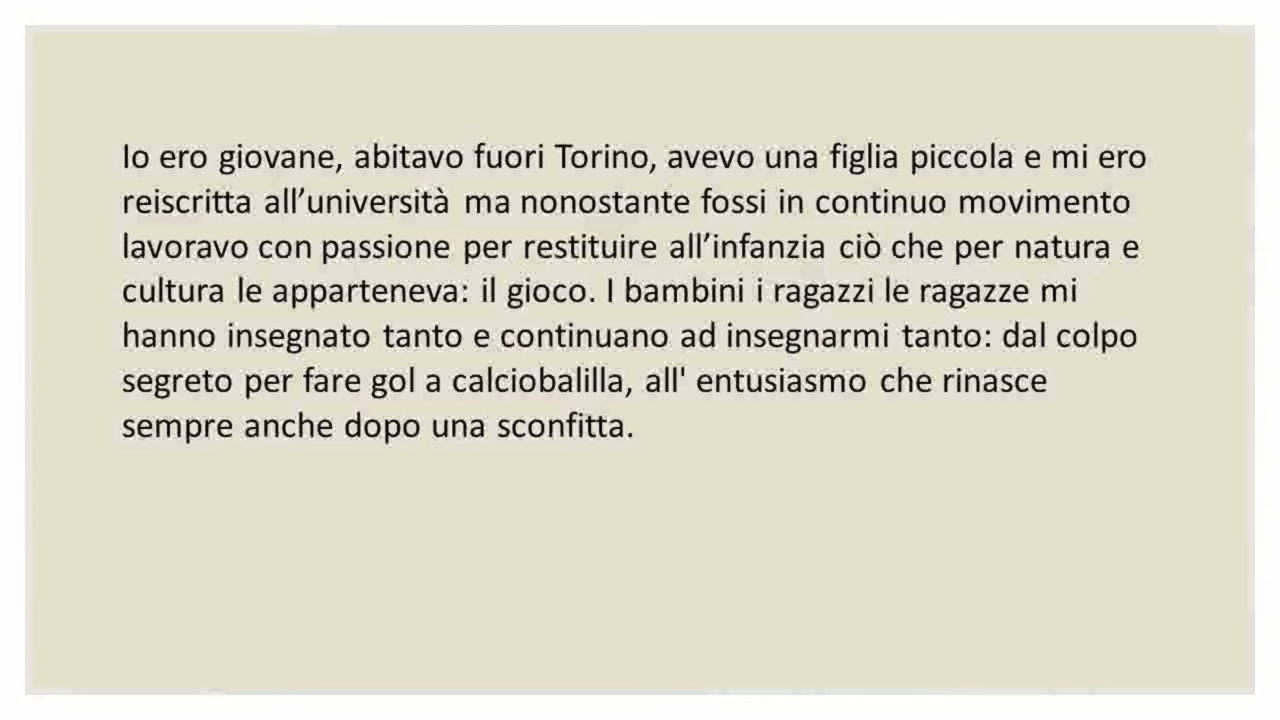 Io ero giovane, abitavo fuori Torino, avevo una figlia piccola e mi ero
reiscritta all’università ma nonostante fossi in continuo movimento
lavoravo con passione per restituire all’infanzia ciò che per natura e
cultura le apparteneva: il gioco. I bambini i ragazzi le ragazze mi
hanno insegnato tanto e continuano ad insegnarmi tanto: dal colpo
segreto per fare gol a calciobalilla, all' entusiasmo che rinasce
sempre anche dopo una sconfitta.